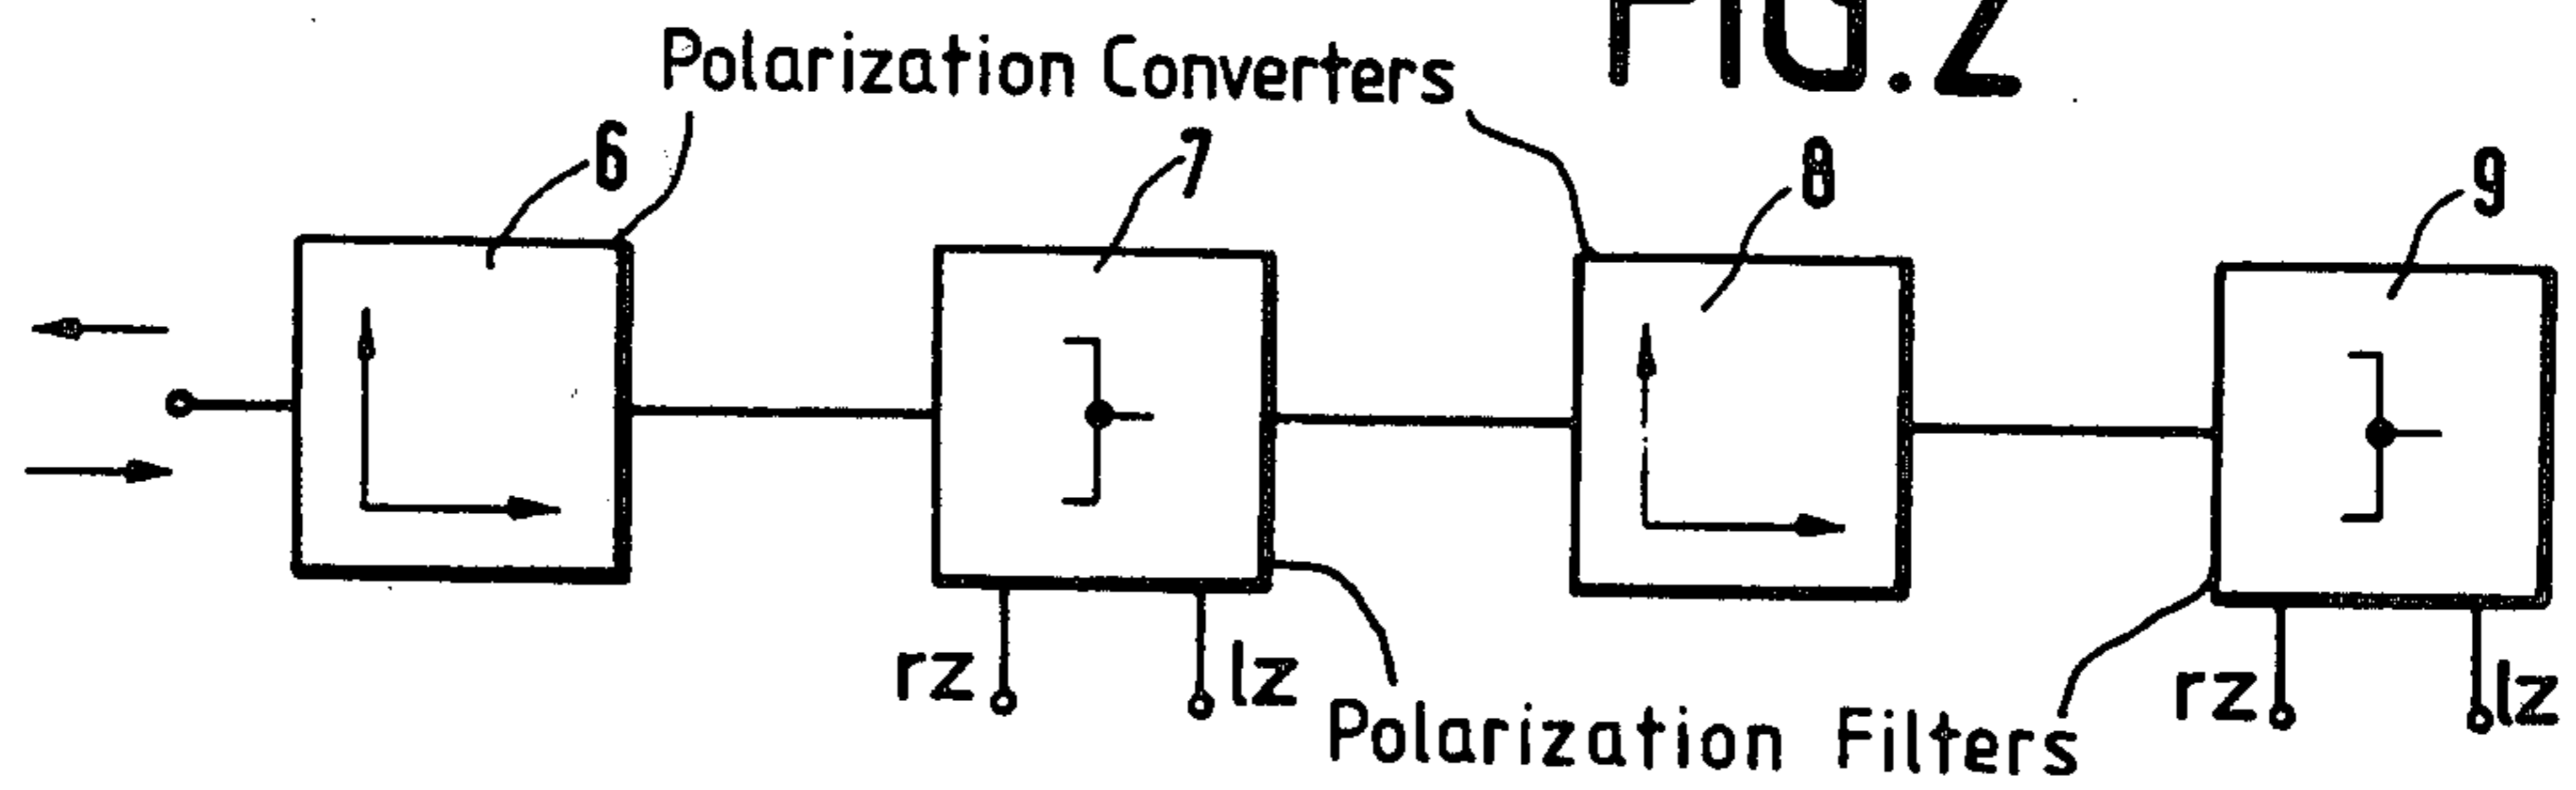 FIG.2
Polarization Converters
6
7
8
9
rz
lz
rz
lz
Polarization Filters